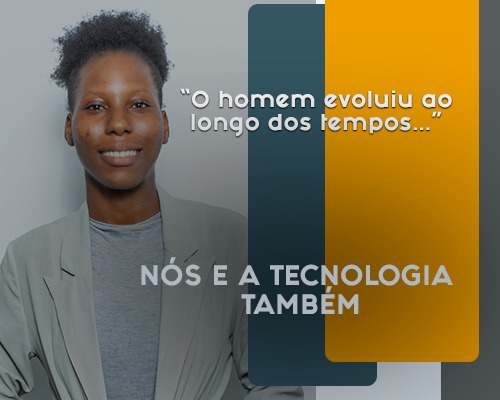 “O homem evoluiu ao
longo dos tempos...”
NÓS E A TECNOLOGIA
TAMBÉM